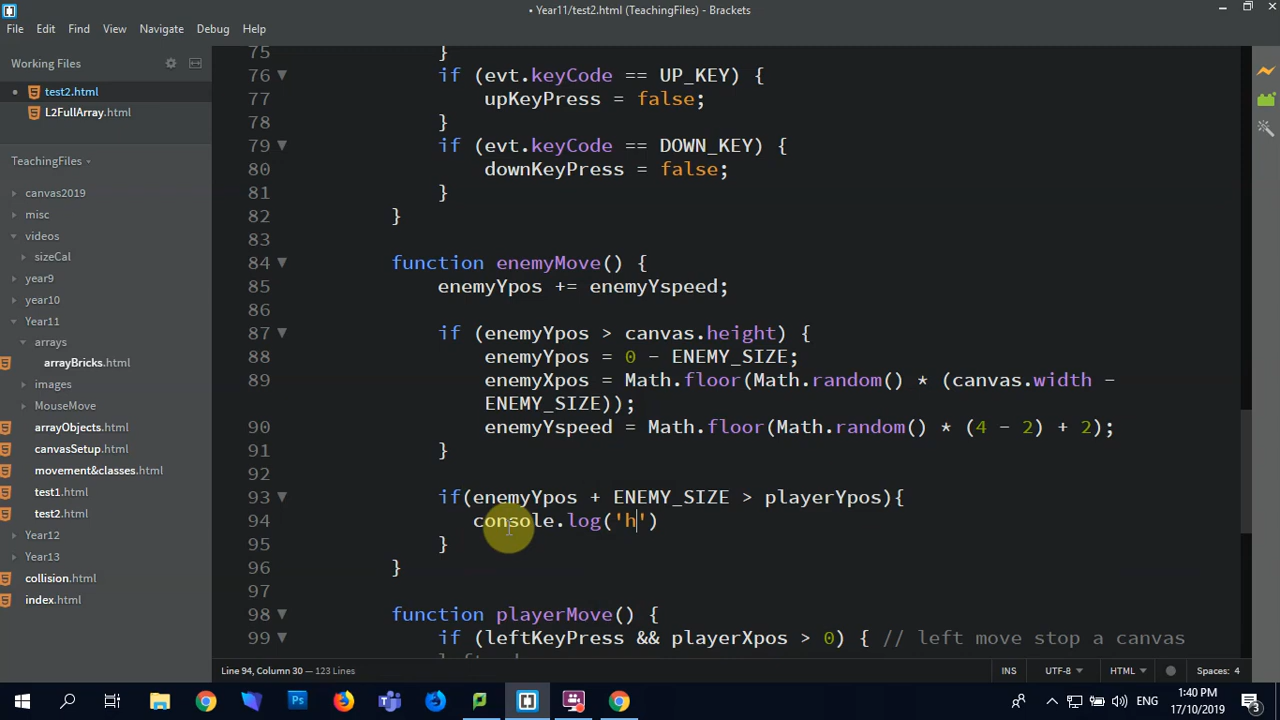 • Year11/test2.html (TeachingFiles) - Brackets
File Edit Find View Navigate Debug Help
Working Files
• test2.html
L2FullArray.html
TeachingFiles
canvas2019
misc
videos
sizeCal
year9
year10
Year11
arrays
arrayBricks.html
images
MouseMove
arrayObjects.html
canvasSetup.html
movement&classes.html
test1.html
test2.html
Year12
Year13
collision.html
index.html
75 }
76 if (evt.keyCode == UP_KEY) {
77 upKeyPress = false;
78 }
79 if (evt.keyCode == DOWN_KEY) {
80 downKeyPress = false;
81 }
82 }
83
84 function enemyMove() {
85 enemyYpos += enemyYspeed;
86
87 if (enemyYpos > canvas.height) {
88 enemyYpos = 0 - ENEMY_SIZE;
89 enemyXpos = Math.floor(Math.random() * (canvas.width -
ENEMY_SIZE));
90 enemyYspeed = Math.floor(Math.random() * (4 - 2) + 2);
91 }
92
93 if(enemyYpos + ENEMY_SIZE > playerYpos){
94 console.log('h')
95 }
96 }
97
98 function playerMove() {
99 if (leftKeyPress && playerXpos > 0) { // left move stop a canvas
Line 94, Column 30 — 123 Lines
INS UTF-8 HTML Spaces: 4
ENG 1:40 PM
17/10/2019 3